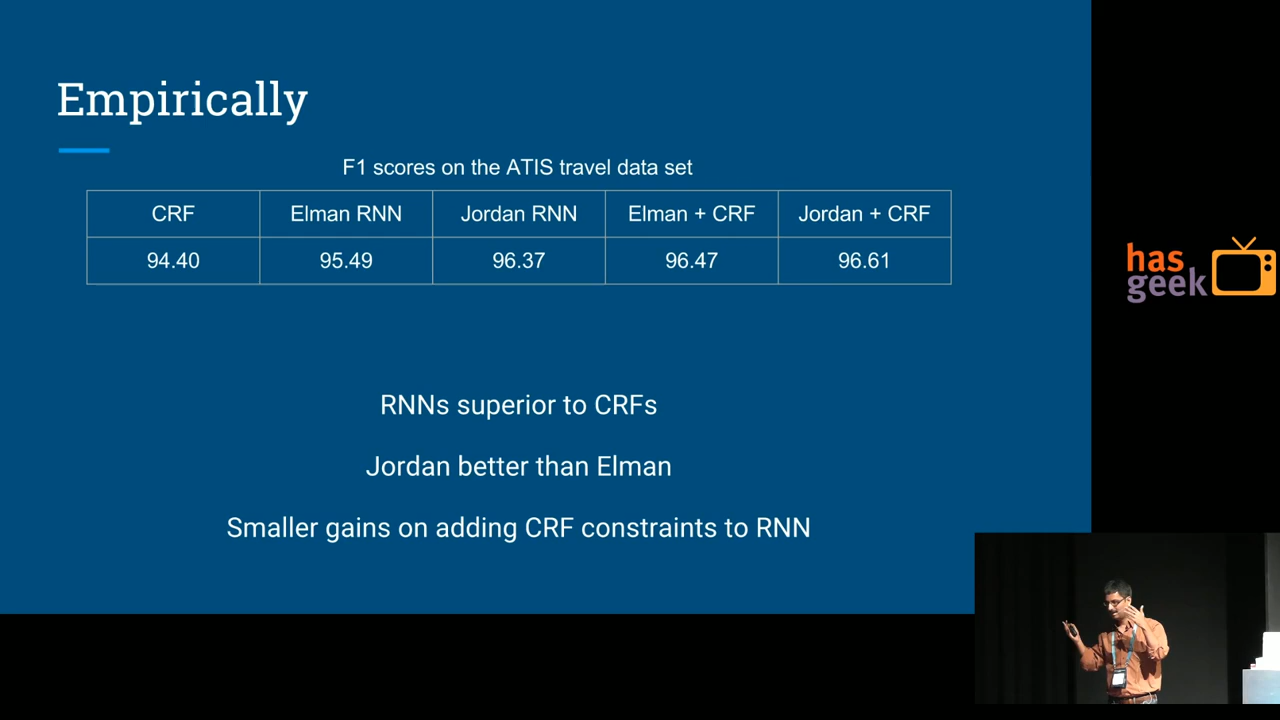 Empirically
F1 scores on the ATIS travel data set
CRF Elman RNN Jordan RNN Elman + CRF Jordan + CRF
94.40 95.49 96.37 96.47 96.61
RNNs superior to CRFs
Jordan better than Elman
Smaller gains on adding CRF constraints to RNN
has
geek